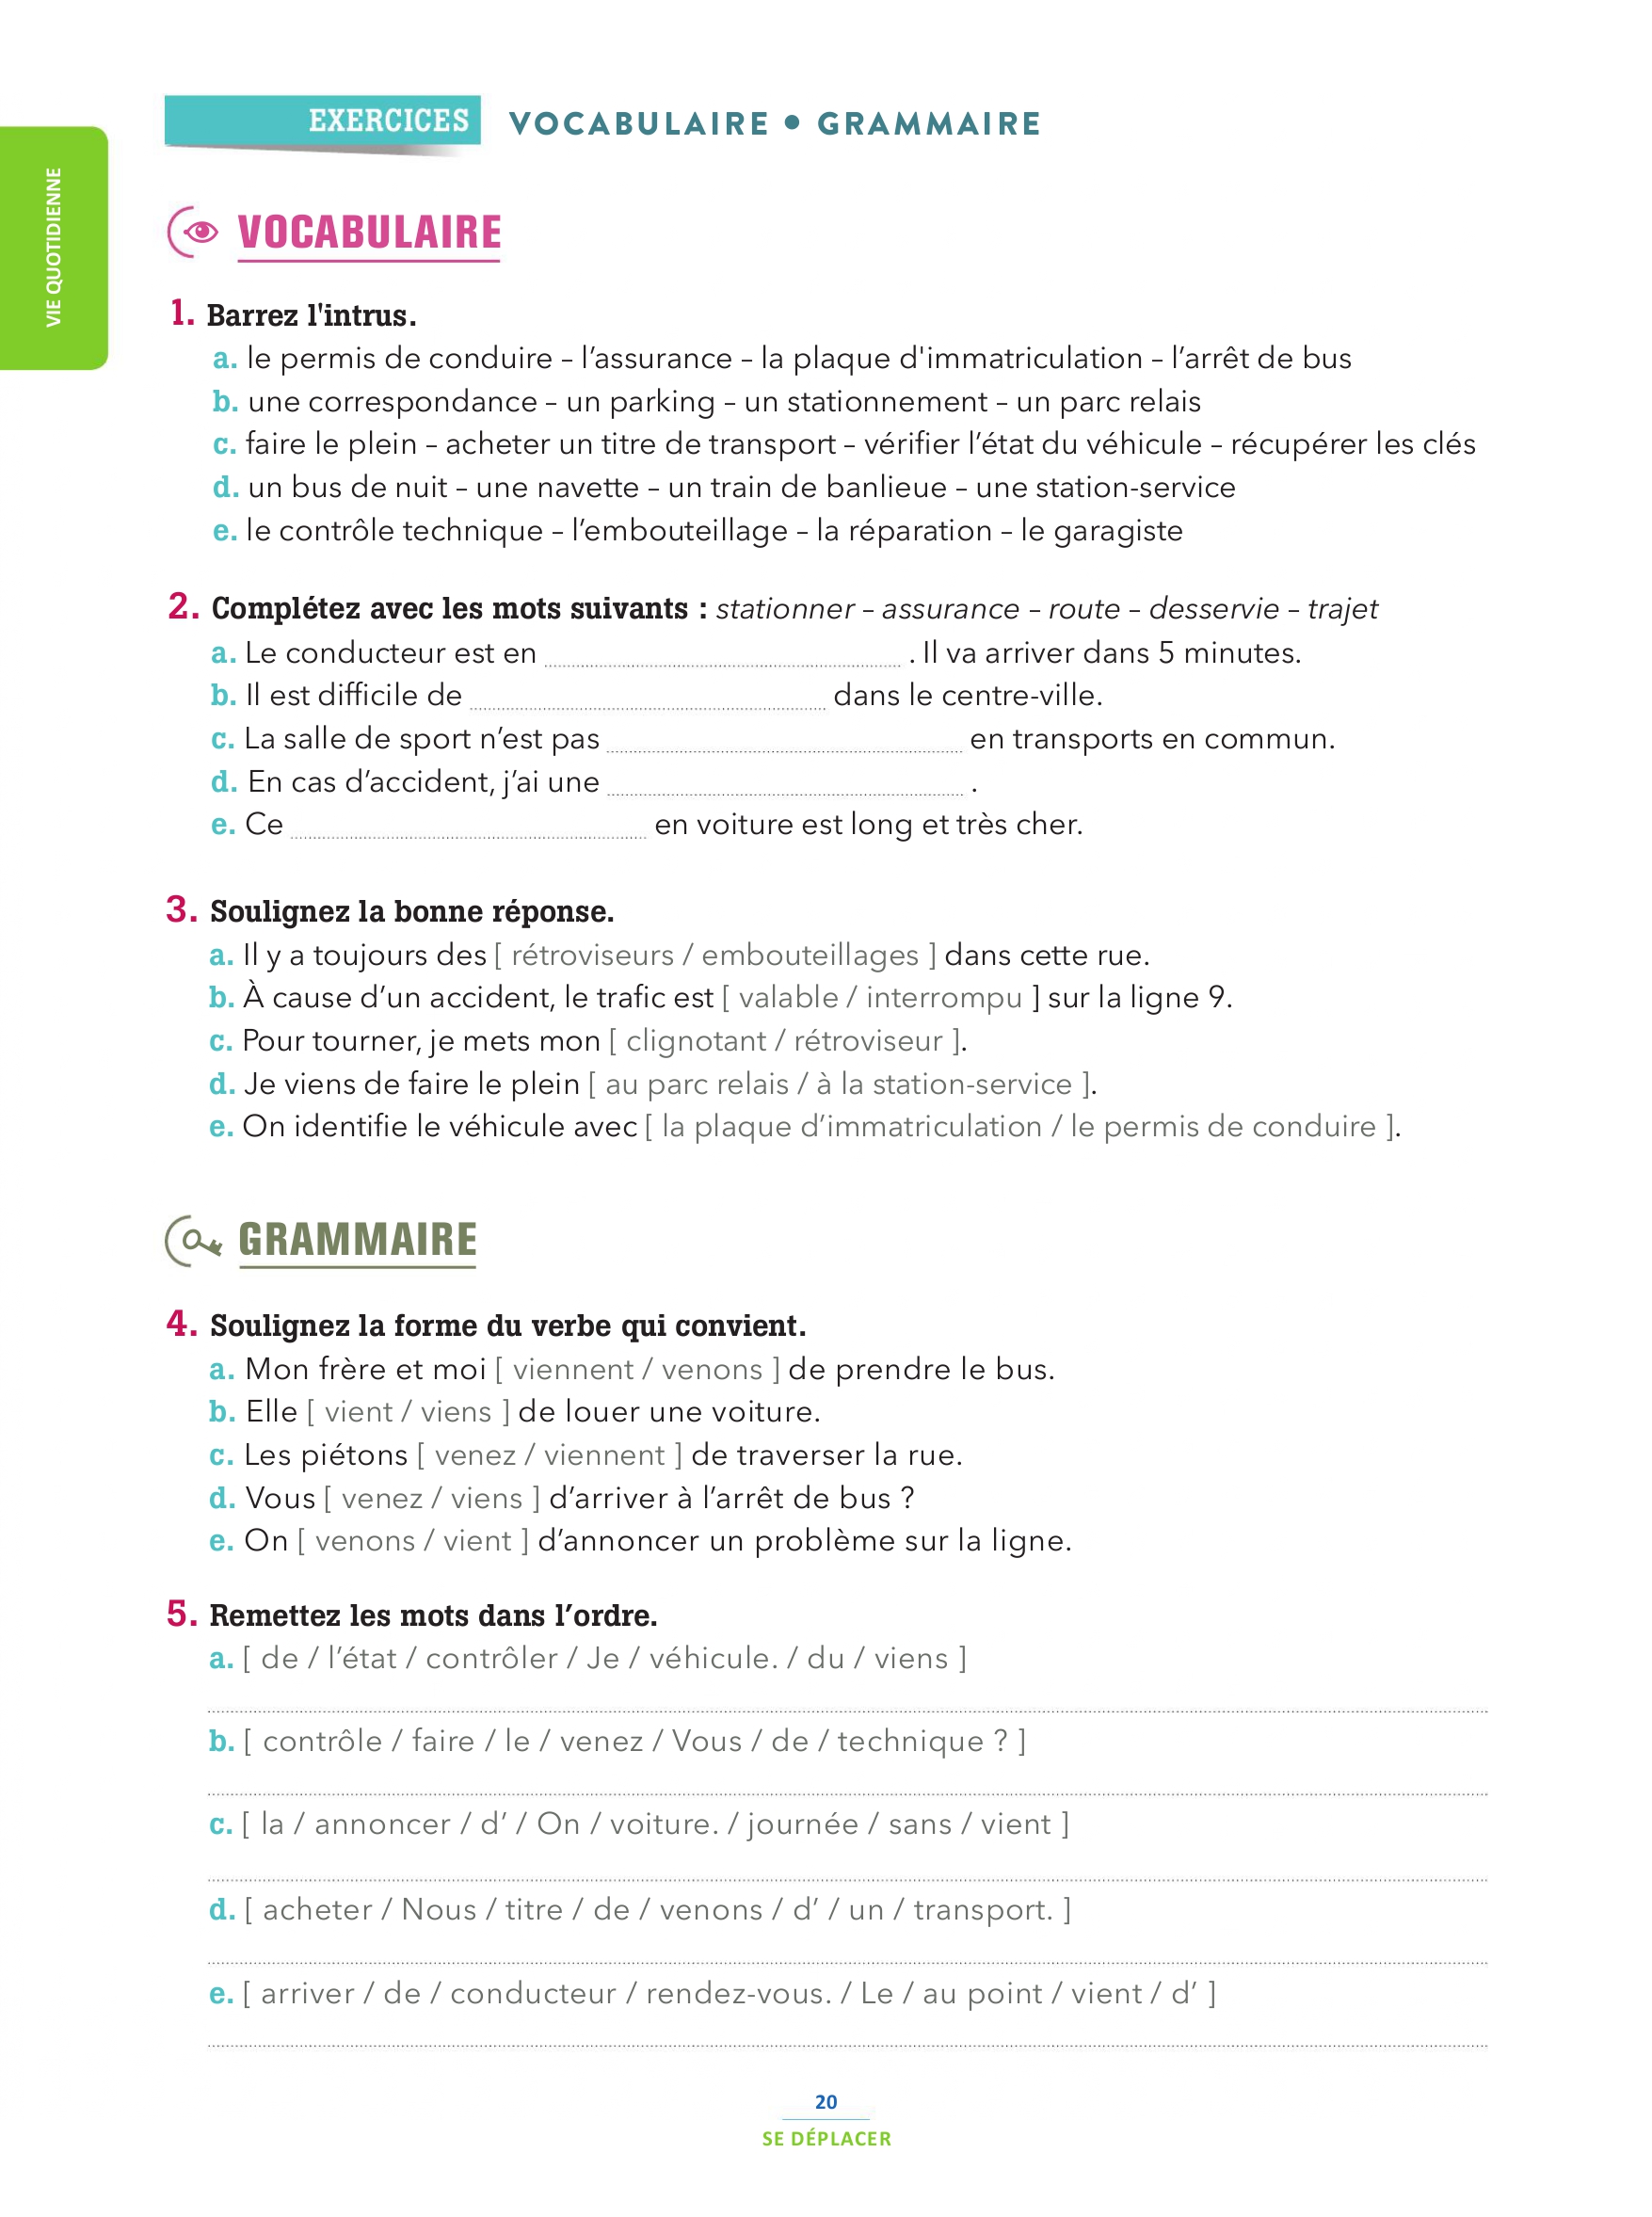 EXERCICES VOCABULAIRE • GRAMMAIRE
VIE QUOTIDIENNE
VOCABULAIRE
1. Barrez l'intrus.
a. le permis de conduire – l’assurance – la plaque d'immatriculation – l’arrêt de bus
b. une correspondance – un parking – un stationnement – un parc relais
c. faire le plein – acheter un titre de transport – vérifier l’état du véhicule – récupérer les clés
d. un bus de nuit – une navette – un train de banlieue – une station-service
e. le contrôle technique – l’embouteillage – la réparation – le garagiste
2. Complétez avec les mots suivants : stationner – assurance – route – desservie – trajet
a. Le conducteur est en ........ . Il va arriver dans 5 minutes.
b. Il est difficile de ........ dans le centre-ville.
c. La salle de sport n’est pas ........ en transports en commun.
d. En cas d’accident, j’ai une ........ .
e. Ce ........ en voiture est long et très cher.
3. Soulignez la bonne réponse.
a. Il y a toujours des [ rétroviseurs / embouteillages ] dans cette rue.
b. À cause d’un accident, le trafic est [ valable / interrompu ] sur la ligne 9.
c. Pour tourner, je mets mon [ clignotant / rétroviseur ].
d. Je viens de faire le plein [ au parc relais / à la station-service ].
e. On identifie le véhicule avec [ la plaque d’immatriculation / le permis de conduire ].
GRAMMAIRE
4. Soulignez la forme du verbe qui convient.
a. Mon frère et moi [ viennent / venons ] de prendre le bus.
b. Elle [ vient / viens ] de louer une voiture.
c. Les piétons [ venez / viennent ] de traverser la rue.
d. Vous [ venez / viens ] d’arriver à l’arrêt de bus ?
e. On [ venons / vient ] d’annoncer un problème sur la ligne.
5. Remettez les mots dans l’ordre.
a. [ de / l’état / contrôler / Je / véhicule. / du / viens ]
b. [ contrôle / faire / le / venez / Vous / de / technique ? ]
c. [ la / annoncer / d’ / On / voiture. / journée / sans / vient ]
d. [ acheter / Nous / titre / de / venons / d’ / un / transport. ]
e. [ arriver / de / conducteur / rendez-vous. / Le / au point / vient / d’ ]
20
SE DÉPLACER